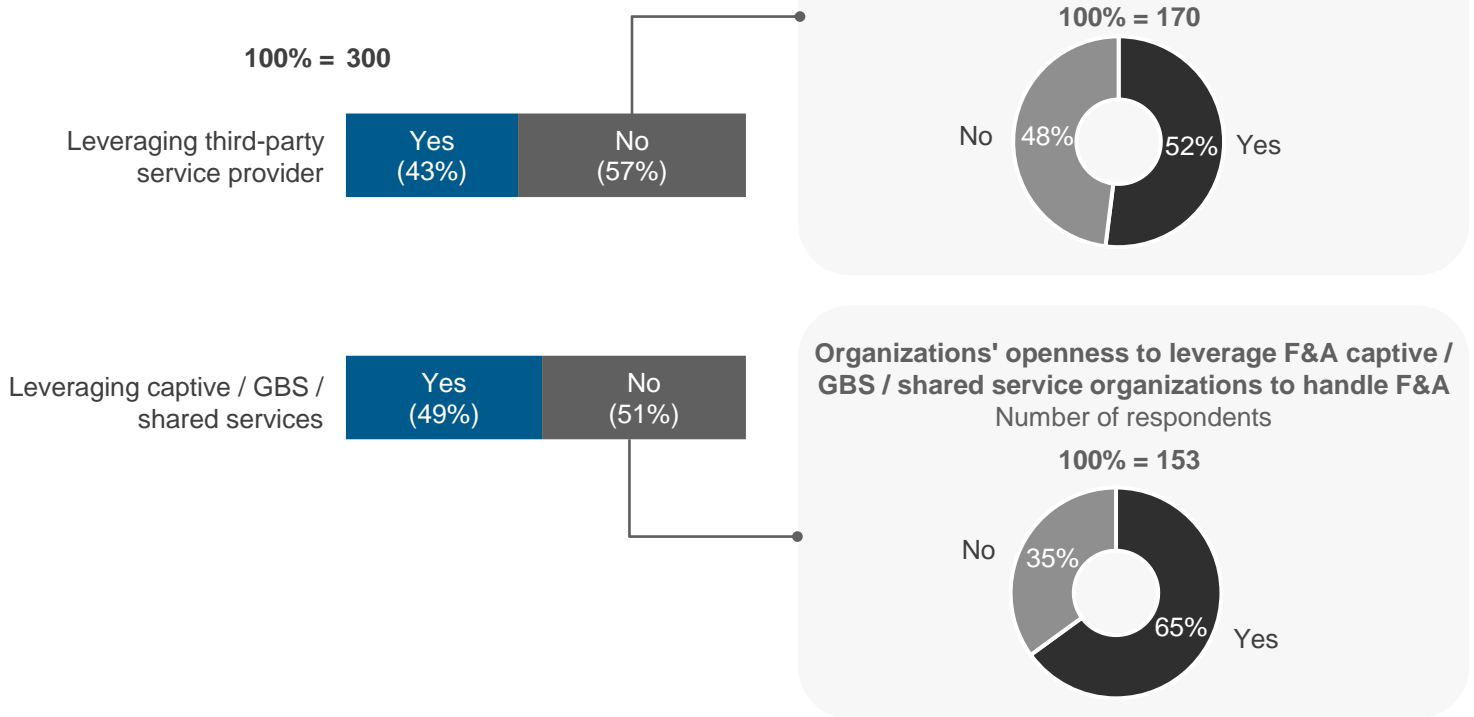 100% = 300
Leveraging third-party
service provider
Yes
(43%)
No
(57%)
100% = 170
No
48%
52%
Yes
Leveraging captive / GBS /
shared services
Yes
(49%)
No
(51%)
Organizations' openness to leverage F&A captive /
GBS / shared service organizations to handle F&A
Number of respondents
100% = 153
No
35%
65%
Yes